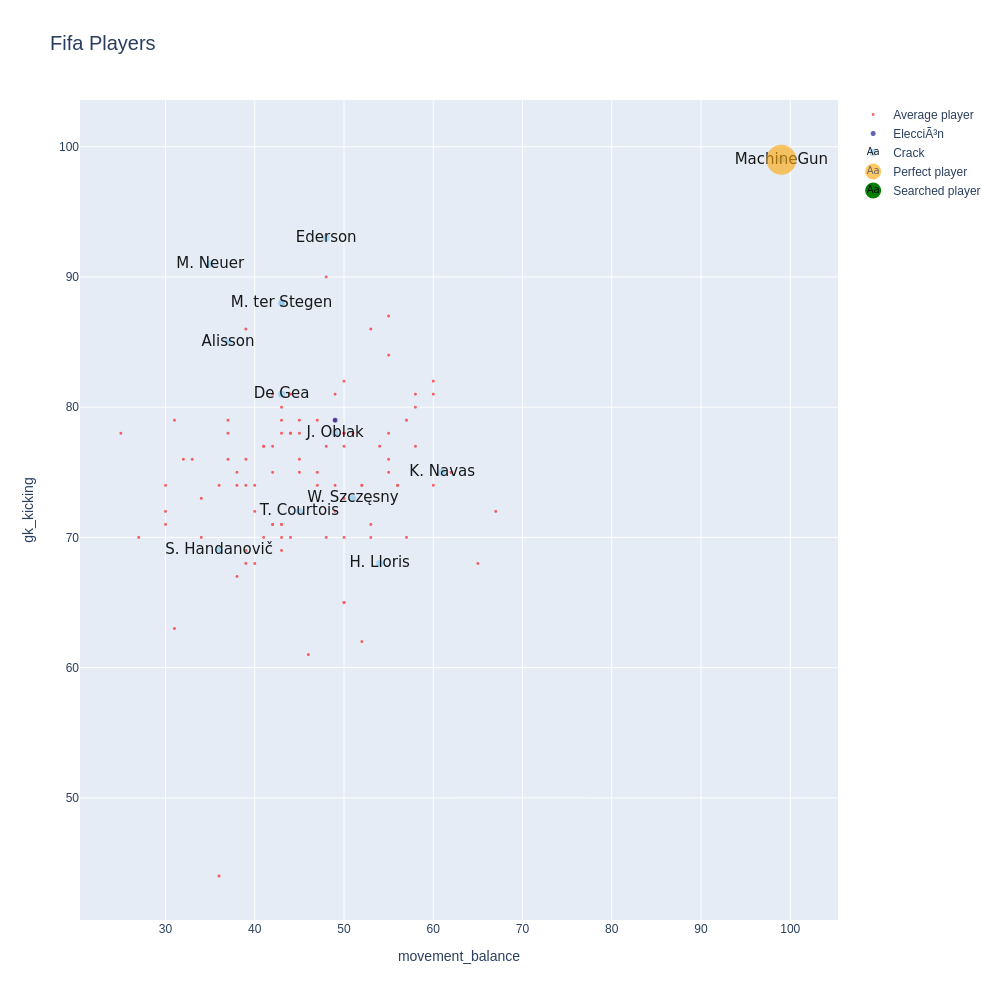 Fifa Players
Average player
ElecciÃ³n
Aa Crack
Aa Perfect player
Aa Searched player
100
MachineGun
Ederson
M. Neuer
90
M. ter Stegen
Alisson
De Gea
80
J. Oblak
K. Navas
W. Szczęsny
T. Courtois
70
S. Handanovič
H. Lloris
60
50
gk_kicking
30 40 50 60 70 80 90 100
movement_balance